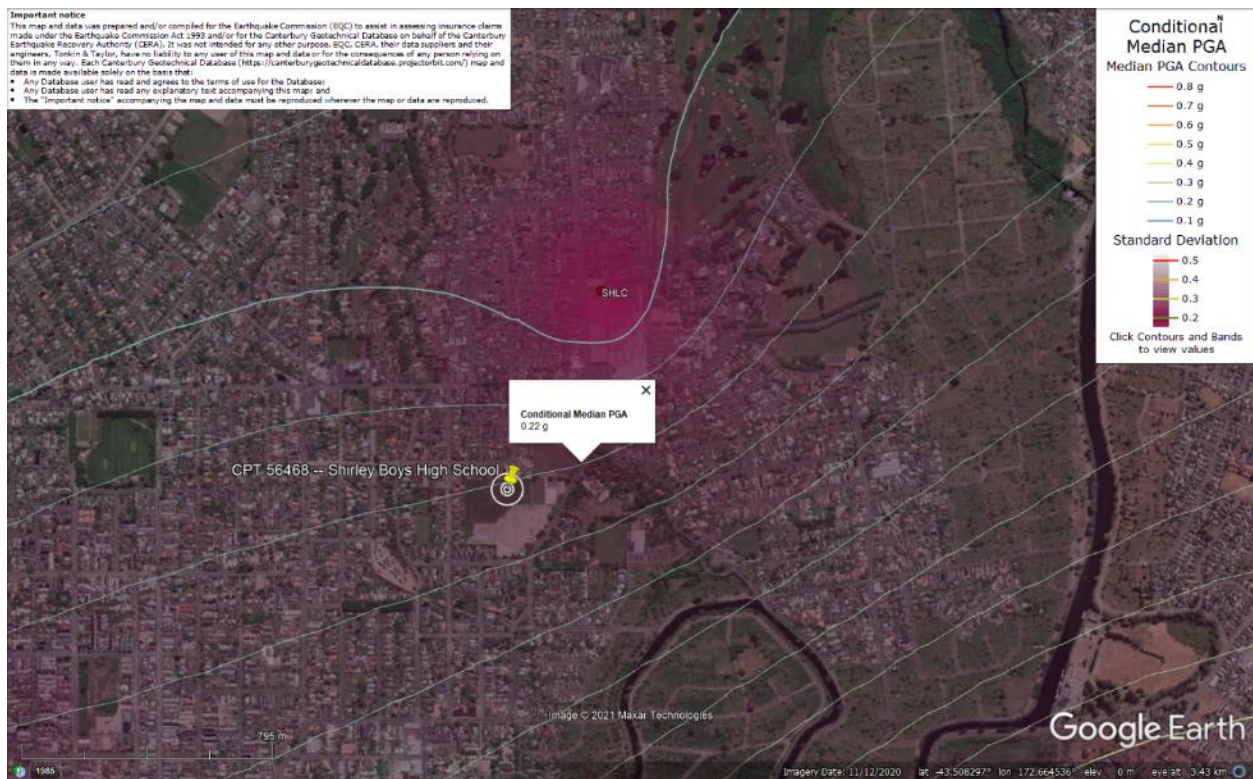 Important notice
This map and data was prepared and/or compiled for the Earthquake Commission (EQC) to assist in assessing insurance claims
made under the Earthquake Commission Act 1993 and/or for the Canterbury Geotechnical Database on behalf of the Canterbury
Earthquake Recovery Authority (CERA). It was not intended for any other purpose. EQC, CERA, their data suppliers and their
engineers, Tonkin & Taylor, have no liability to any user of this map and data or for the consequences of any person relying on
them in any way. Each Canterbury Geotechnical Database (https://canterburygeotechnicaldatabase.projectorbit.com/) map and
data is made available solely on the basis that:
• Any Database user has read and agrees to the terms of use for the Database;
• Any Database user has read any explanatory text accompanying this map; and
• The "Important notice" accompanying the map and data must be reproduced wherever the map or data are reproduced.
N
Conditional
Median PGA
Median PGA Contours
0.8 g
0.7 g
0.6 g
0.5 g
0.4 g
0.3 g
0.2 g
0.1 g
Standard Deviation
0.5
0.4
0.3
0.2
Click Contours and Bands
to view values
SHLC
Conditional Median PGA
0.22 g
CPT 56468 -- Shirley Boys High School
Image © 2021 Maxar Technologies
795 m
Google Earth
1985
Imagery Date: 11/12/2020 lat -43.508297° lon 172.664536° elev 0 m eye alt 3.43 km